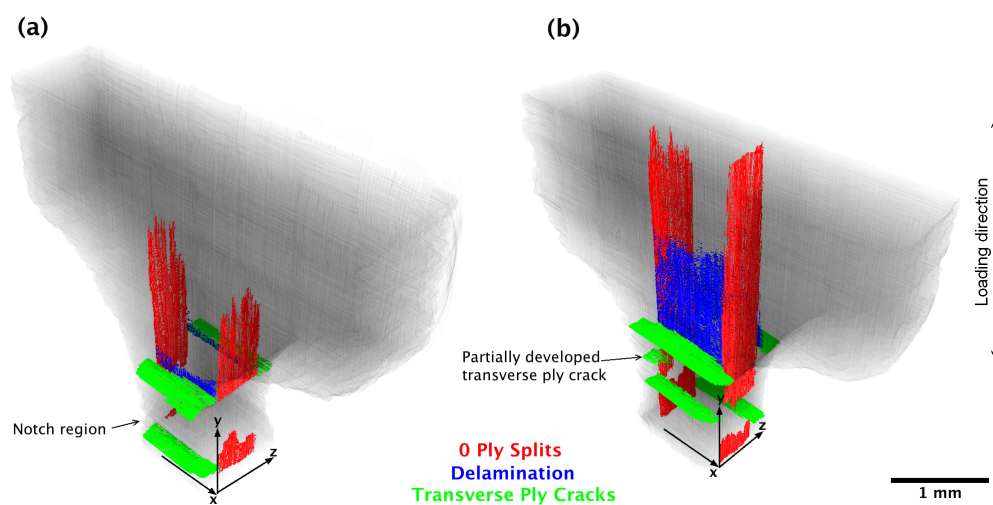 (a)
(b)
Loading direction
Partially developed
transverse ply crack
Notch region
y
z
x
y
z
x
0 Ply Splits
Delamination
Transverse Ply Cracks
1 mm